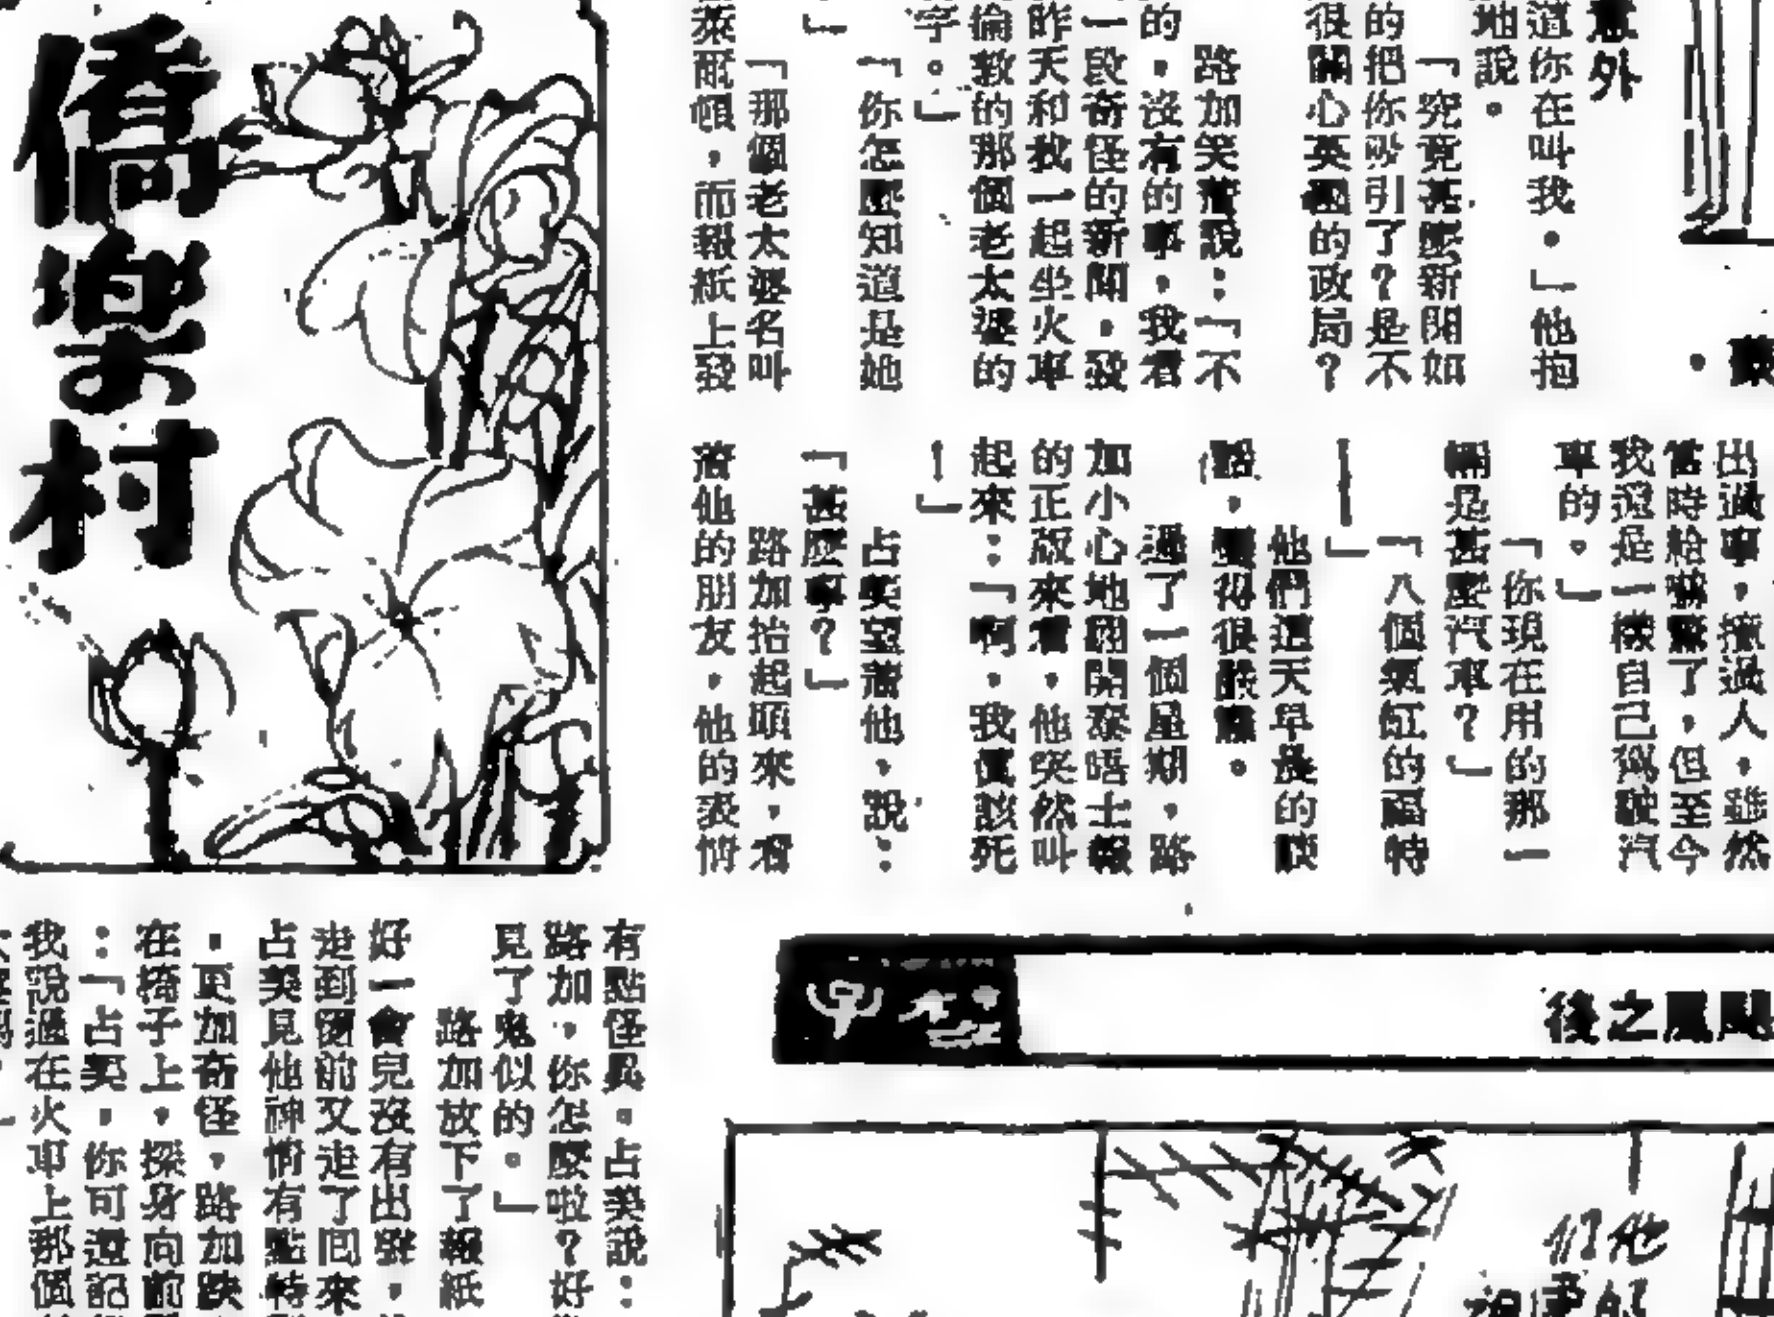 意外
道你在叫我。」他抱
地說。
「究竟甚麼新聞如
的把你吸引了?是不
很關心英國的政局?
路加笑著說:「不
的,沒有的事,我看
一段奇怪的新聞。發
昨天和我一起坐火車
倫敦的那個老太婆的
字。」
「你怎麼知道是她
」
「那個老太婆名叫
萊爾頓,而報紙上發
出過事,撞過人,雖然
當時給嚇壞了,但至今
我還是一樣自己駕駛汽
車的。」
「你現在用的那一
輛是甚麼汽車?」
「八個氣缸的福特
—」
他們這天早晨的談
話,
過了一個星期,路
加小心地翻開泰晤士報
的正版來看,他突然叫
起來:「啊,我真該死
!」
占美望著他,說:
「甚麼事?」
路加抬起頭來,看
著他的朋友,他的表情
有點怪異。占美說:
路加,你怎麼啦?好
見了鬼似的。」
路加放下了報紙
好一會兒沒有出聲,
走到窗前又走了回來
占美見他神情有點特
,更加奇怪,路加
在椅子上,探身向前
:「占美,你可還記
我說過在火車上那個
僑樂村
後之風颶
他
们